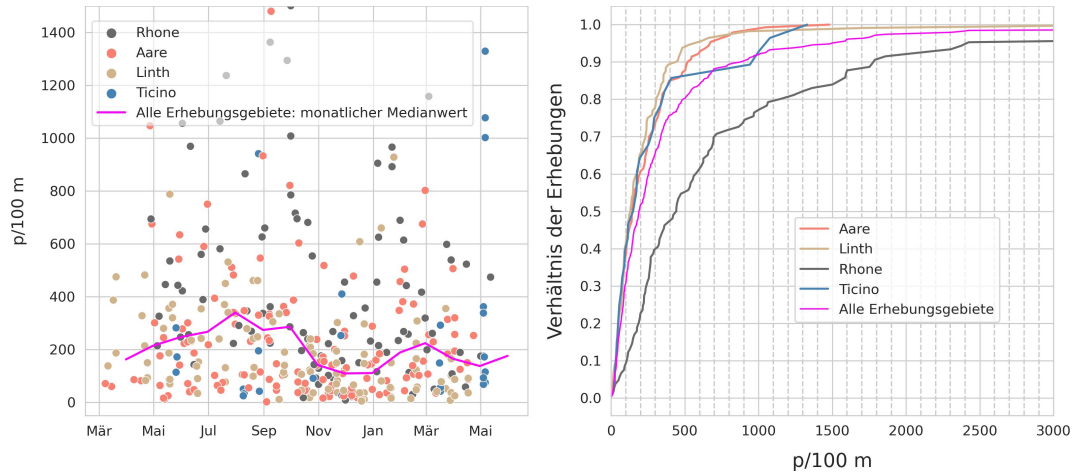 1400
1200
1000
800
600
400
200
0
p/100 m
Rhone
Aare
Linth
Ticino
Alle Erhebungsgebiete: monatlicher Medianwert
Mär Mai Jul Sep Nov Jan Mär Mai
1.0
0.9
0.8
0.7
0.6
0.5
0.4
0.3
0.2
0.1
0.0
Verhältnis der Erhebungen
Aare
Linth
Rhone
Ticino
Alle Erhebungsgebiete
0 500 1000 1500 2000 2500 3000
p/100 m